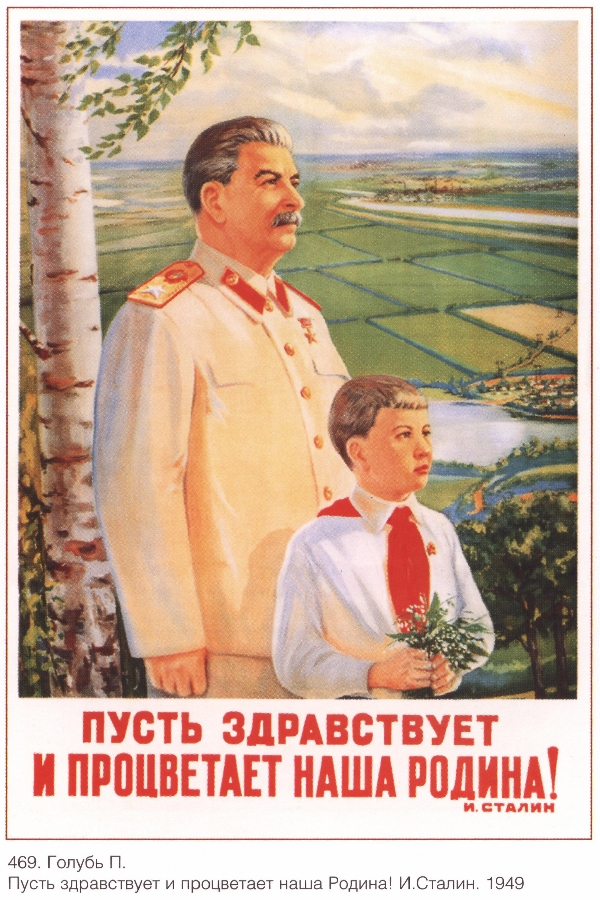 ПУСТЬ ЗДРАВСТВУЕТ
И ПРОЦВЕТАЕТ НАША РОДИНА!
И. СТАЛИН
469. Голубь П.
Пусть здравствует и процветает наша Родина! И.Сталин. 1949